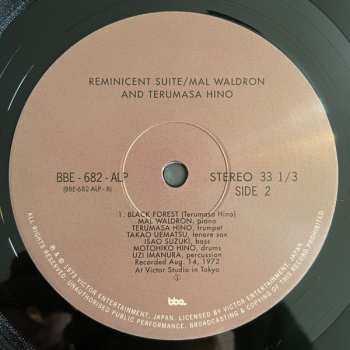 REMINICENT SUITE/MAL WALDRON
AND TERUMASA HINO
BBE - 682 - ALP
(BBE-682-ALP - B)
STEREO 33 1/3
SIDE 2
1. BLACK FOREST (Terumasa Hino)
MAL WALDRON, piano
TERUMASA HINO, trumpet
TAKAO UEMATSU, tenore sax
ISAO SUZUKI, bass
MOTOHIKO HINO, drums
UZI IMANURA, percussion
Recorded Aug. 14, 1972
At Victor Studio in Tokyo
bbe.
℗ & © 1973 VICTOR ENTERTAINMENT, JAPAN. LICENSED BY VICTOR ENTERTAINMENT, JAPAN.
ALL RIGHTS RESERVED. UNAUTHORISED PUBLIC PERFORMANCE, BROADCASTING & COPYING OF THIS RECORD PROHIBITED